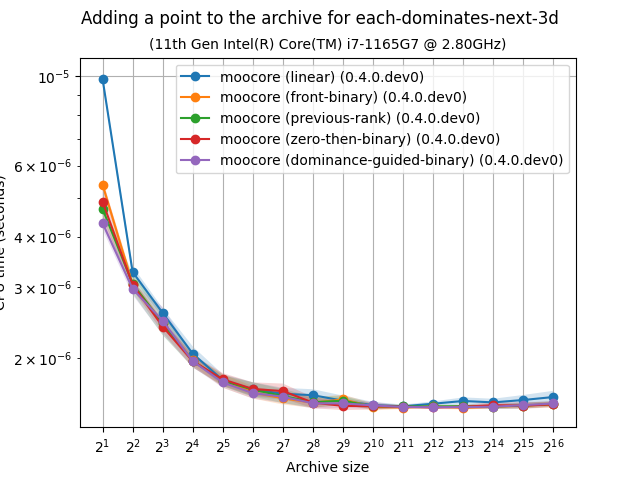 Adding a point to the archive for each-dominates-next-3d
(11th Gen Intel(R) Core(TM) i7-1165G7 @ 2.80GHz)
moocore (linear) (0.4.0.dev0)
moocore (front-binary) (0.4.0.dev0)
moocore (previous-rank) (0.4.0.dev0)
moocore (zero-then-binary) (0.4.0.dev0)
moocore (dominance-guided-binary) (0.4.0.dev0)
10⁻⁵
6 × 10⁻⁶
4 × 10⁻⁶
3 × 10⁻⁶
2 × 10⁻⁶
time (seconds)
2¹ 2² 2³ 2⁴ 2⁵ 2⁶ 2⁷ 2⁸ 2⁹ 2¹⁰ 2¹¹ 2¹² 2¹³ 2¹⁴ 2¹⁵ 2¹⁶
Archive size